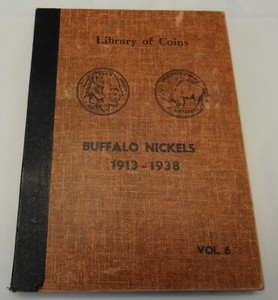 Library of Coins
BUFFALO NICKELS
1913-1938
VOL. 6